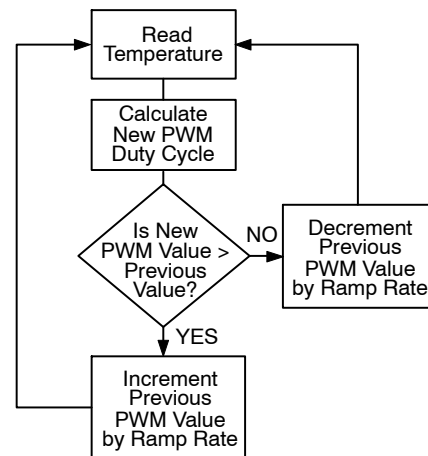 Read
Temperature
Calculate
New PWM
Duty Cycle
Is New
PWM Value >
Previous
Value?
NO
Decrement
Previous
PWM Value
by Ramp Rate
YES
Increment
Previous
PWM Value
by Ramp Rate